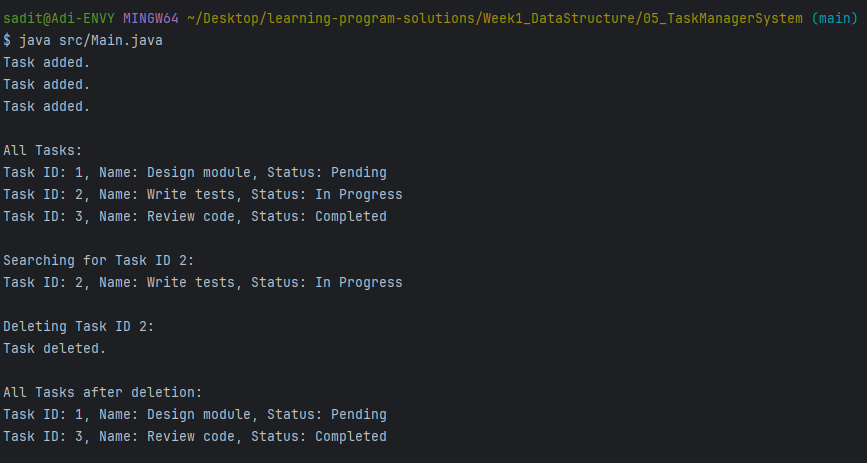 sadit@Adi-ENVY MINGW64 ~/Desktop/learning-program-solutions/Week1_DataStructure/05_TaskManagerSystem (main)
$ java src/Main.java
Task added.
Task added.
Task added.
All Tasks:
Task ID: 1, Name: Design module, Status: Pending
Task ID: 2, Name: Write tests, Status: In Progress
Task ID: 3, Name: Review code, Status: Completed
Searching for Task ID 2:
Task ID: 2, Name: Write tests, Status: In Progress
Deleting Task ID 2:
Task deleted.
All Tasks after deletion:
Task ID: 1, Name: Design module, Status: Pending
Task ID: 3, Name: Review code, Status: Completed